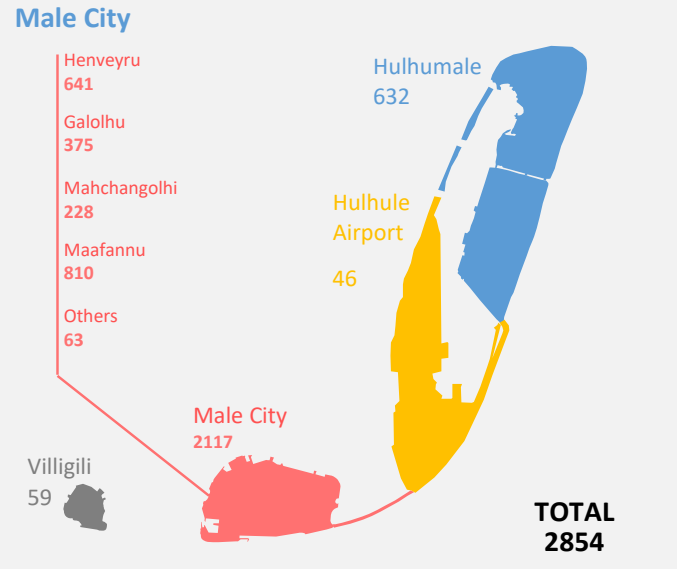 Male City
Henveyru
641
Galolhu
375
Mahchangolhi
228
Maafannu
810
Others
63
Hulhumale
632
Hulhule
Airport
46
Male City
2117
Villigili
59
TOTAL
2854